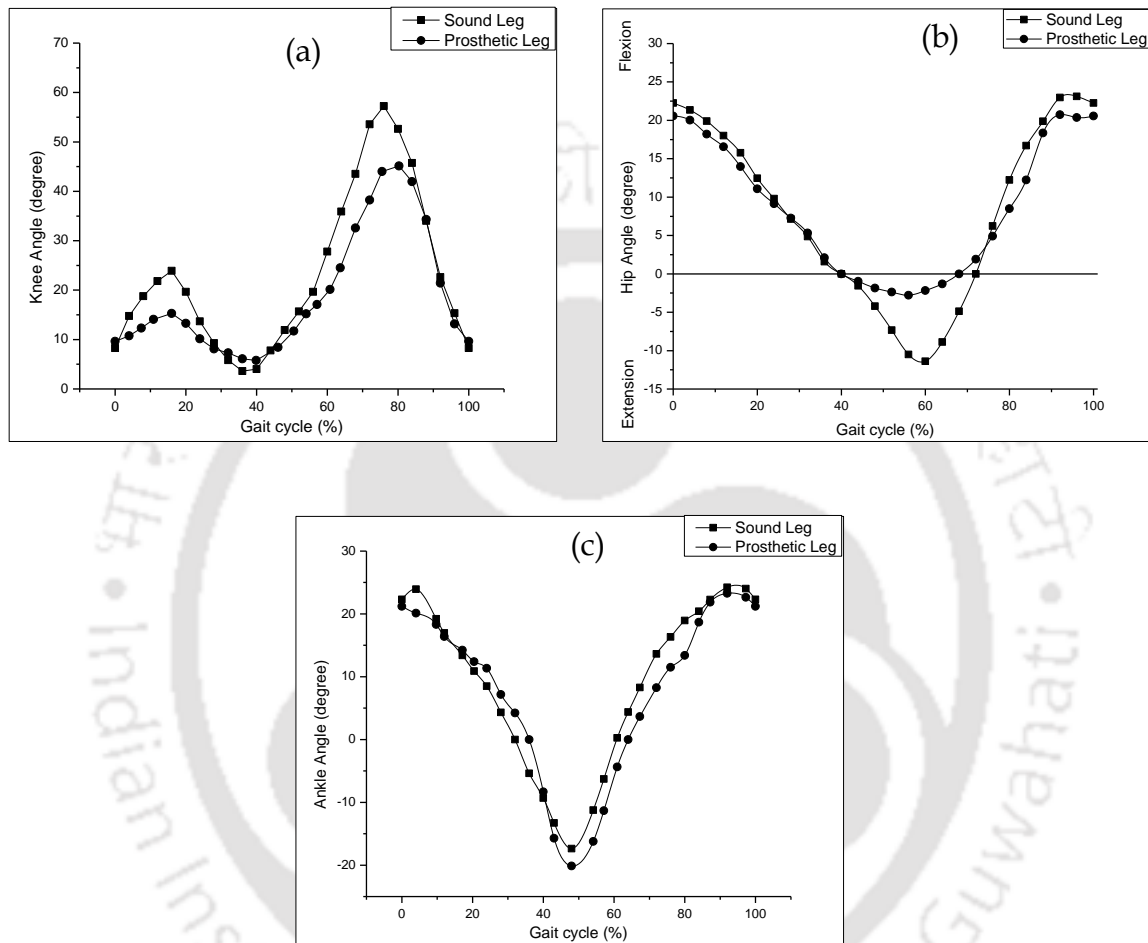 Sound Leg
Prosthetic Leg
(a)
Knee Angle (degree)
70
60
50
40
30
20
10
0
0 20 40 60 80 100
Gait cycle (%)
Sound Leg
Prosthetic Leg
(b)
Flexion
Hip Angle (degree)
Extension
30
25
20
15
10
5
0
-5
-10
-15
0 20 40 60 80 100
Gait cycle (%)
Sound Leg
Prosthetic Leg
(c)
Ankle Angle (degree)
30
20
10
0
-10
-20
0 20 40 60 80 100
Gait cycle (%)
Indian Ins
Guwahati